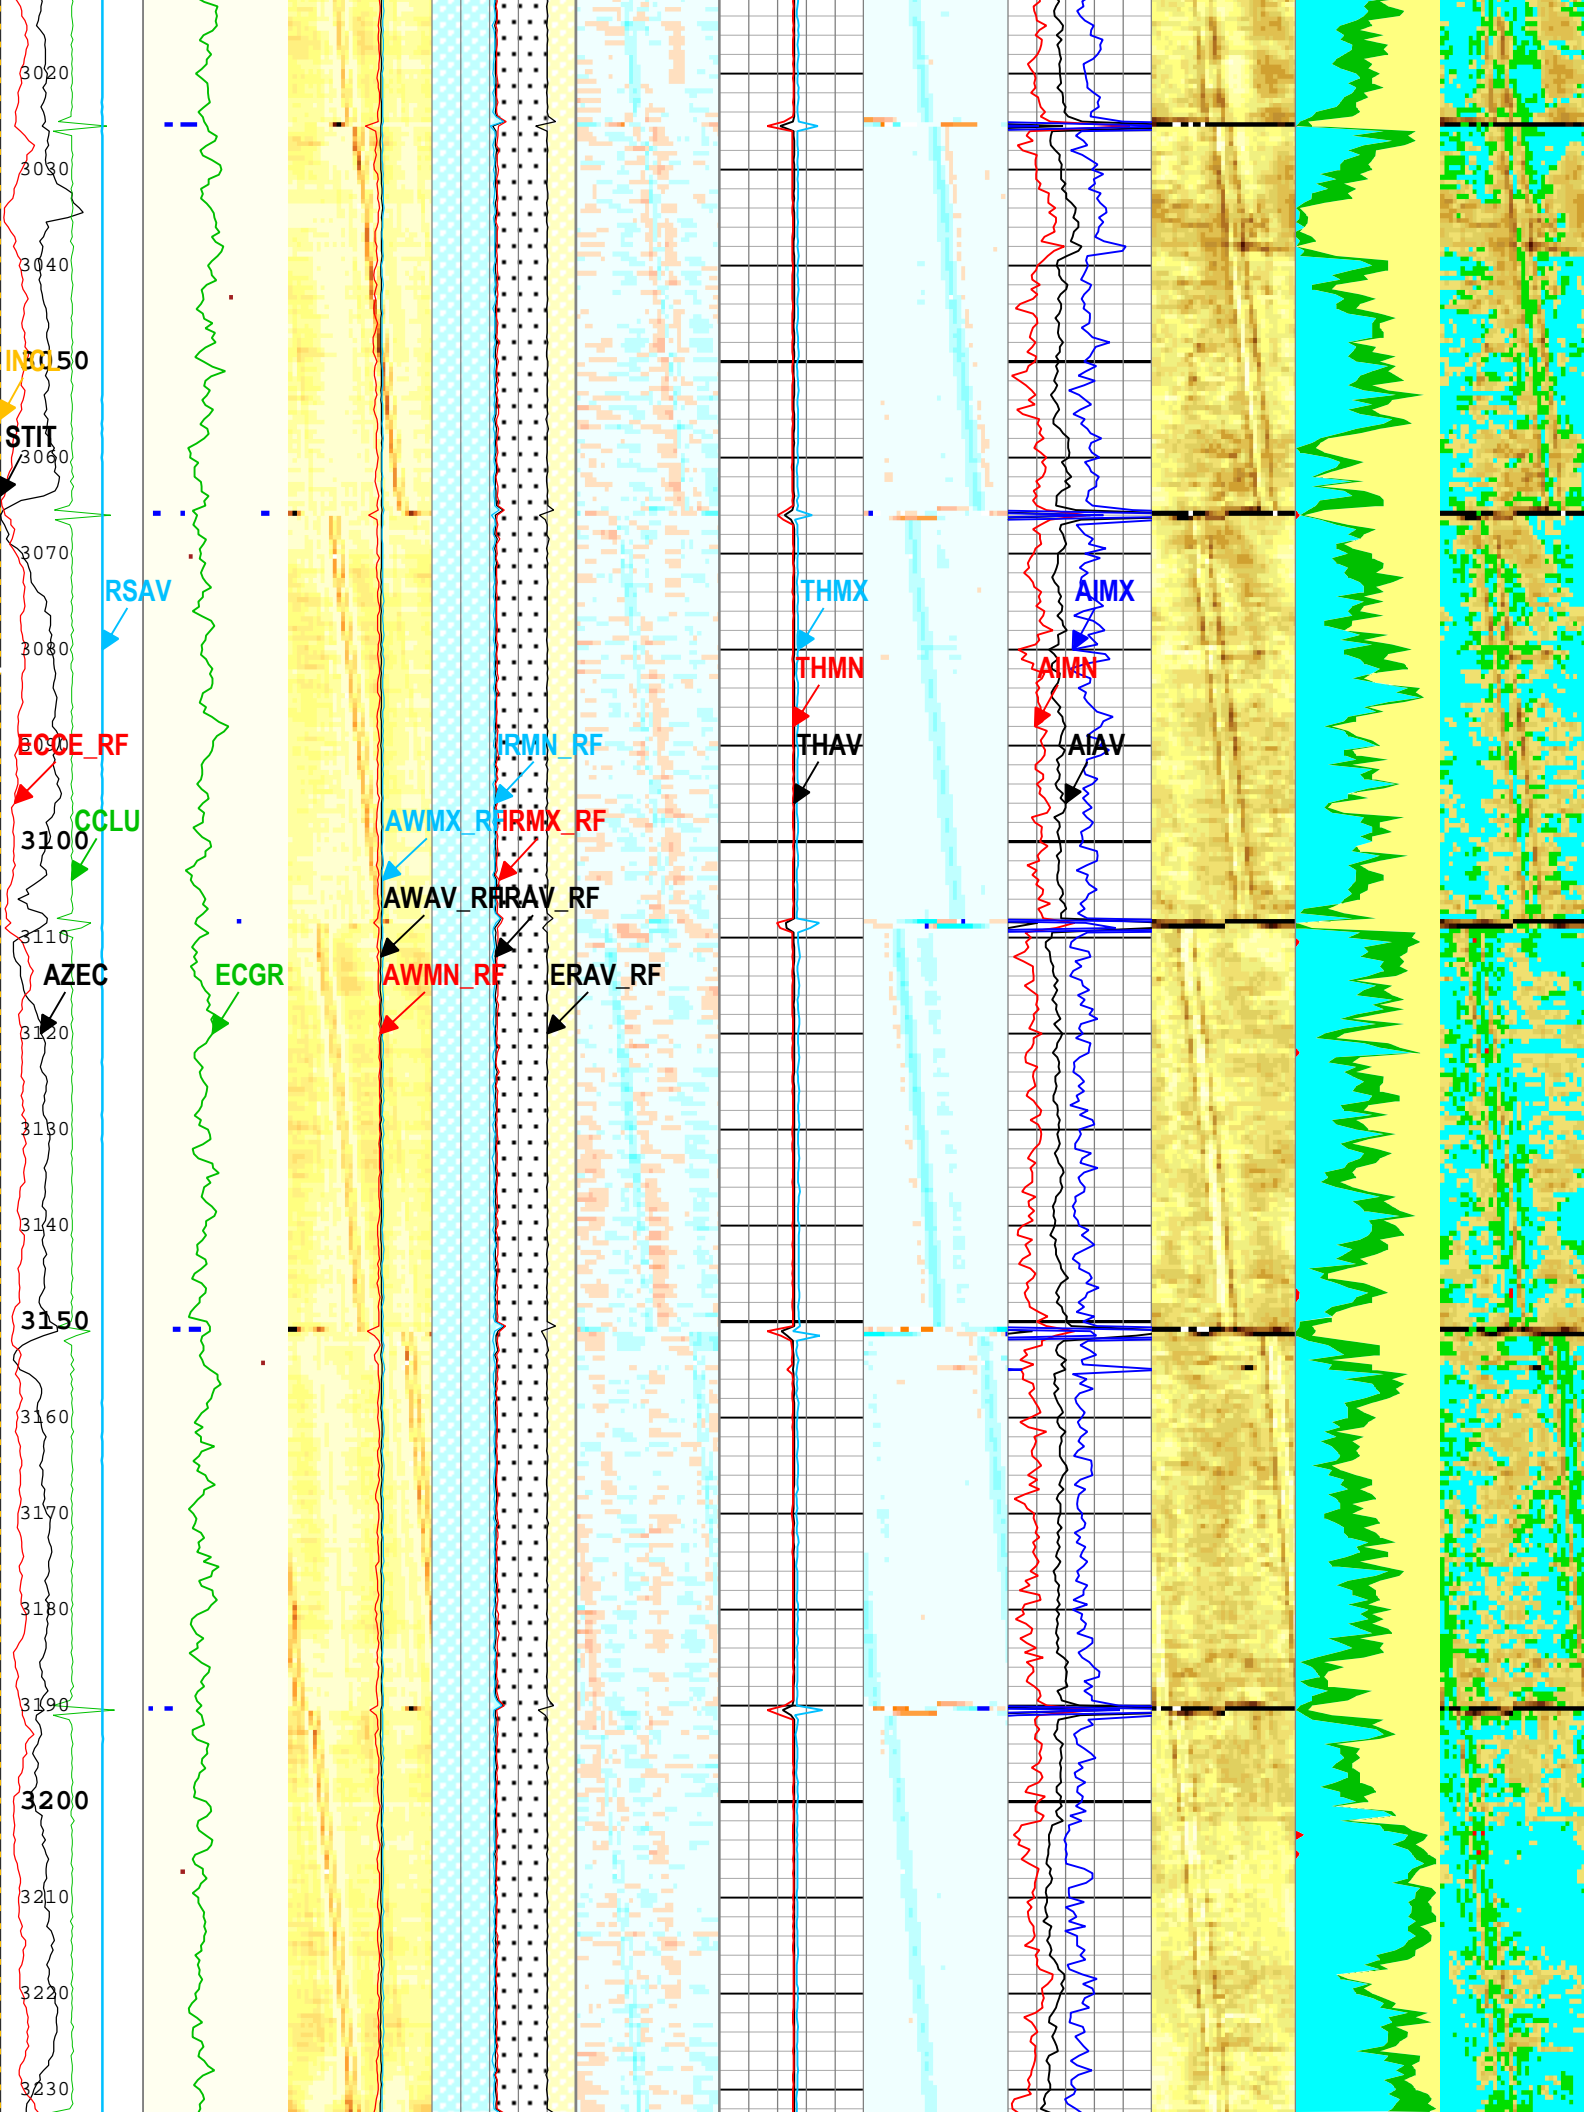 3020
3030
3040
INCL 3050
STIT
3060
3070
RSAV THMX AIMX
3080
THMN AIMN
ECCE_RF 3090 IRMN_RF THAV AIAV
CCLU AWMX_RF IRMX_RF
3100
AWAV_RF IRAV_RF
3110
AZEC ECGR AWMN_RF ERAV_RF
3120
3130
3140
3150
3160
3170
3180
3190
3200
3210
3220
3230